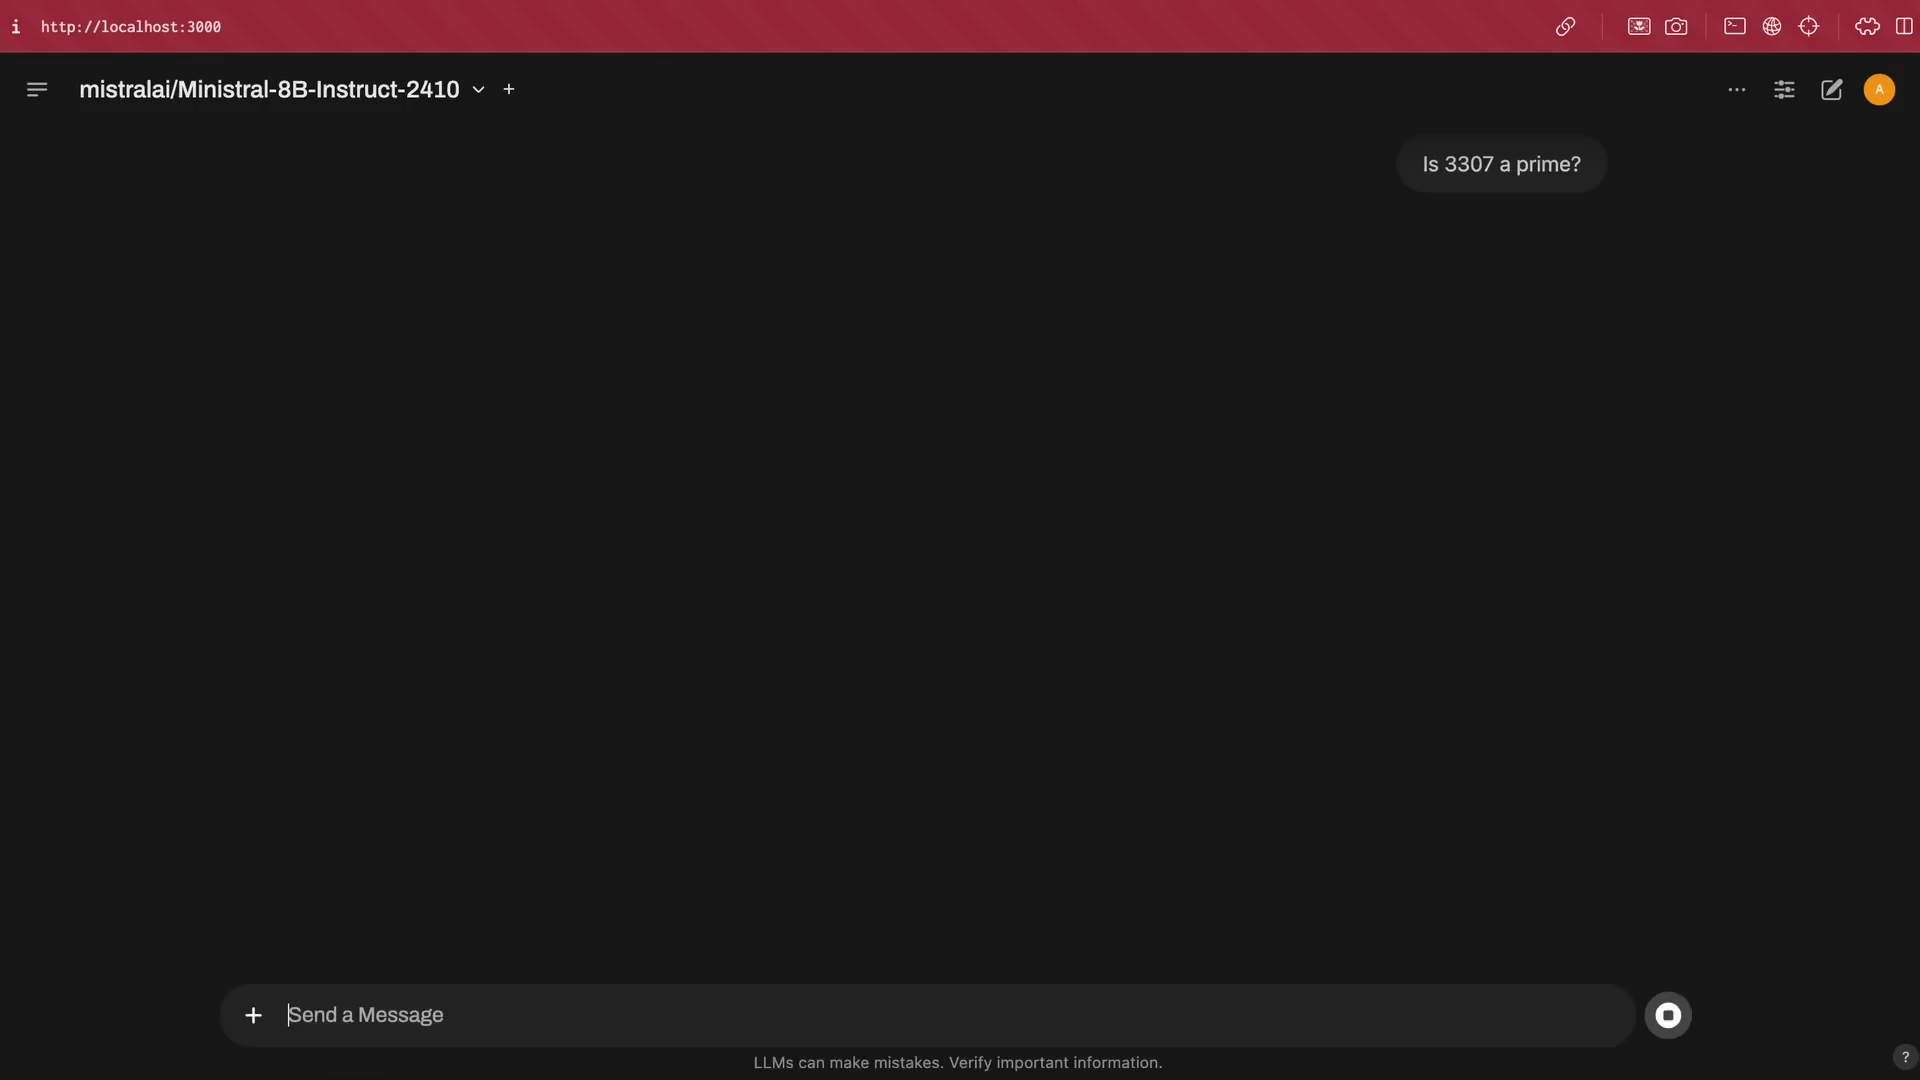 i http://localhost:3000
mistralai/Ministral-8B-Instruct-2410
A
Is 3307 a prime?
Send a Message
LLMs can make mistakes. Verify important information.
?